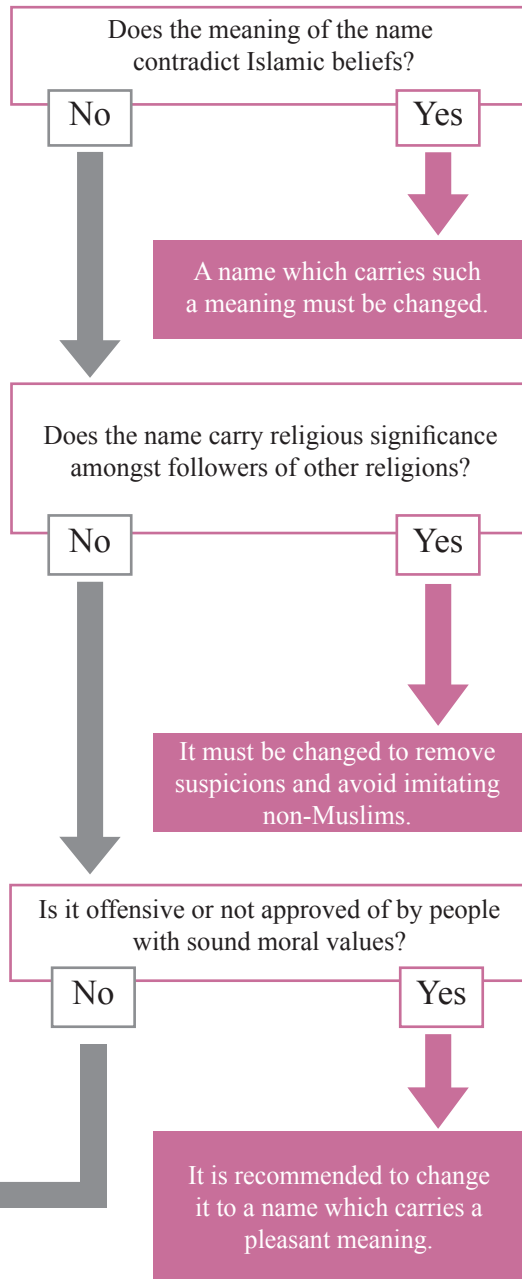 Does the meaning of the name
contradict Islamic beliefs?
No
Yes
A name which carries such
a meaning must be changed.
Does the name carry religious significance
amongst followers of other religions?
No
Yes
It must be changed to remove
suspicions and avoid imitating
non-Muslims.
Is it offensive or not approved of by people
with sound moral values?
No
Yes
It is recommended to change
it to a name which carries a
pleasant meaning.